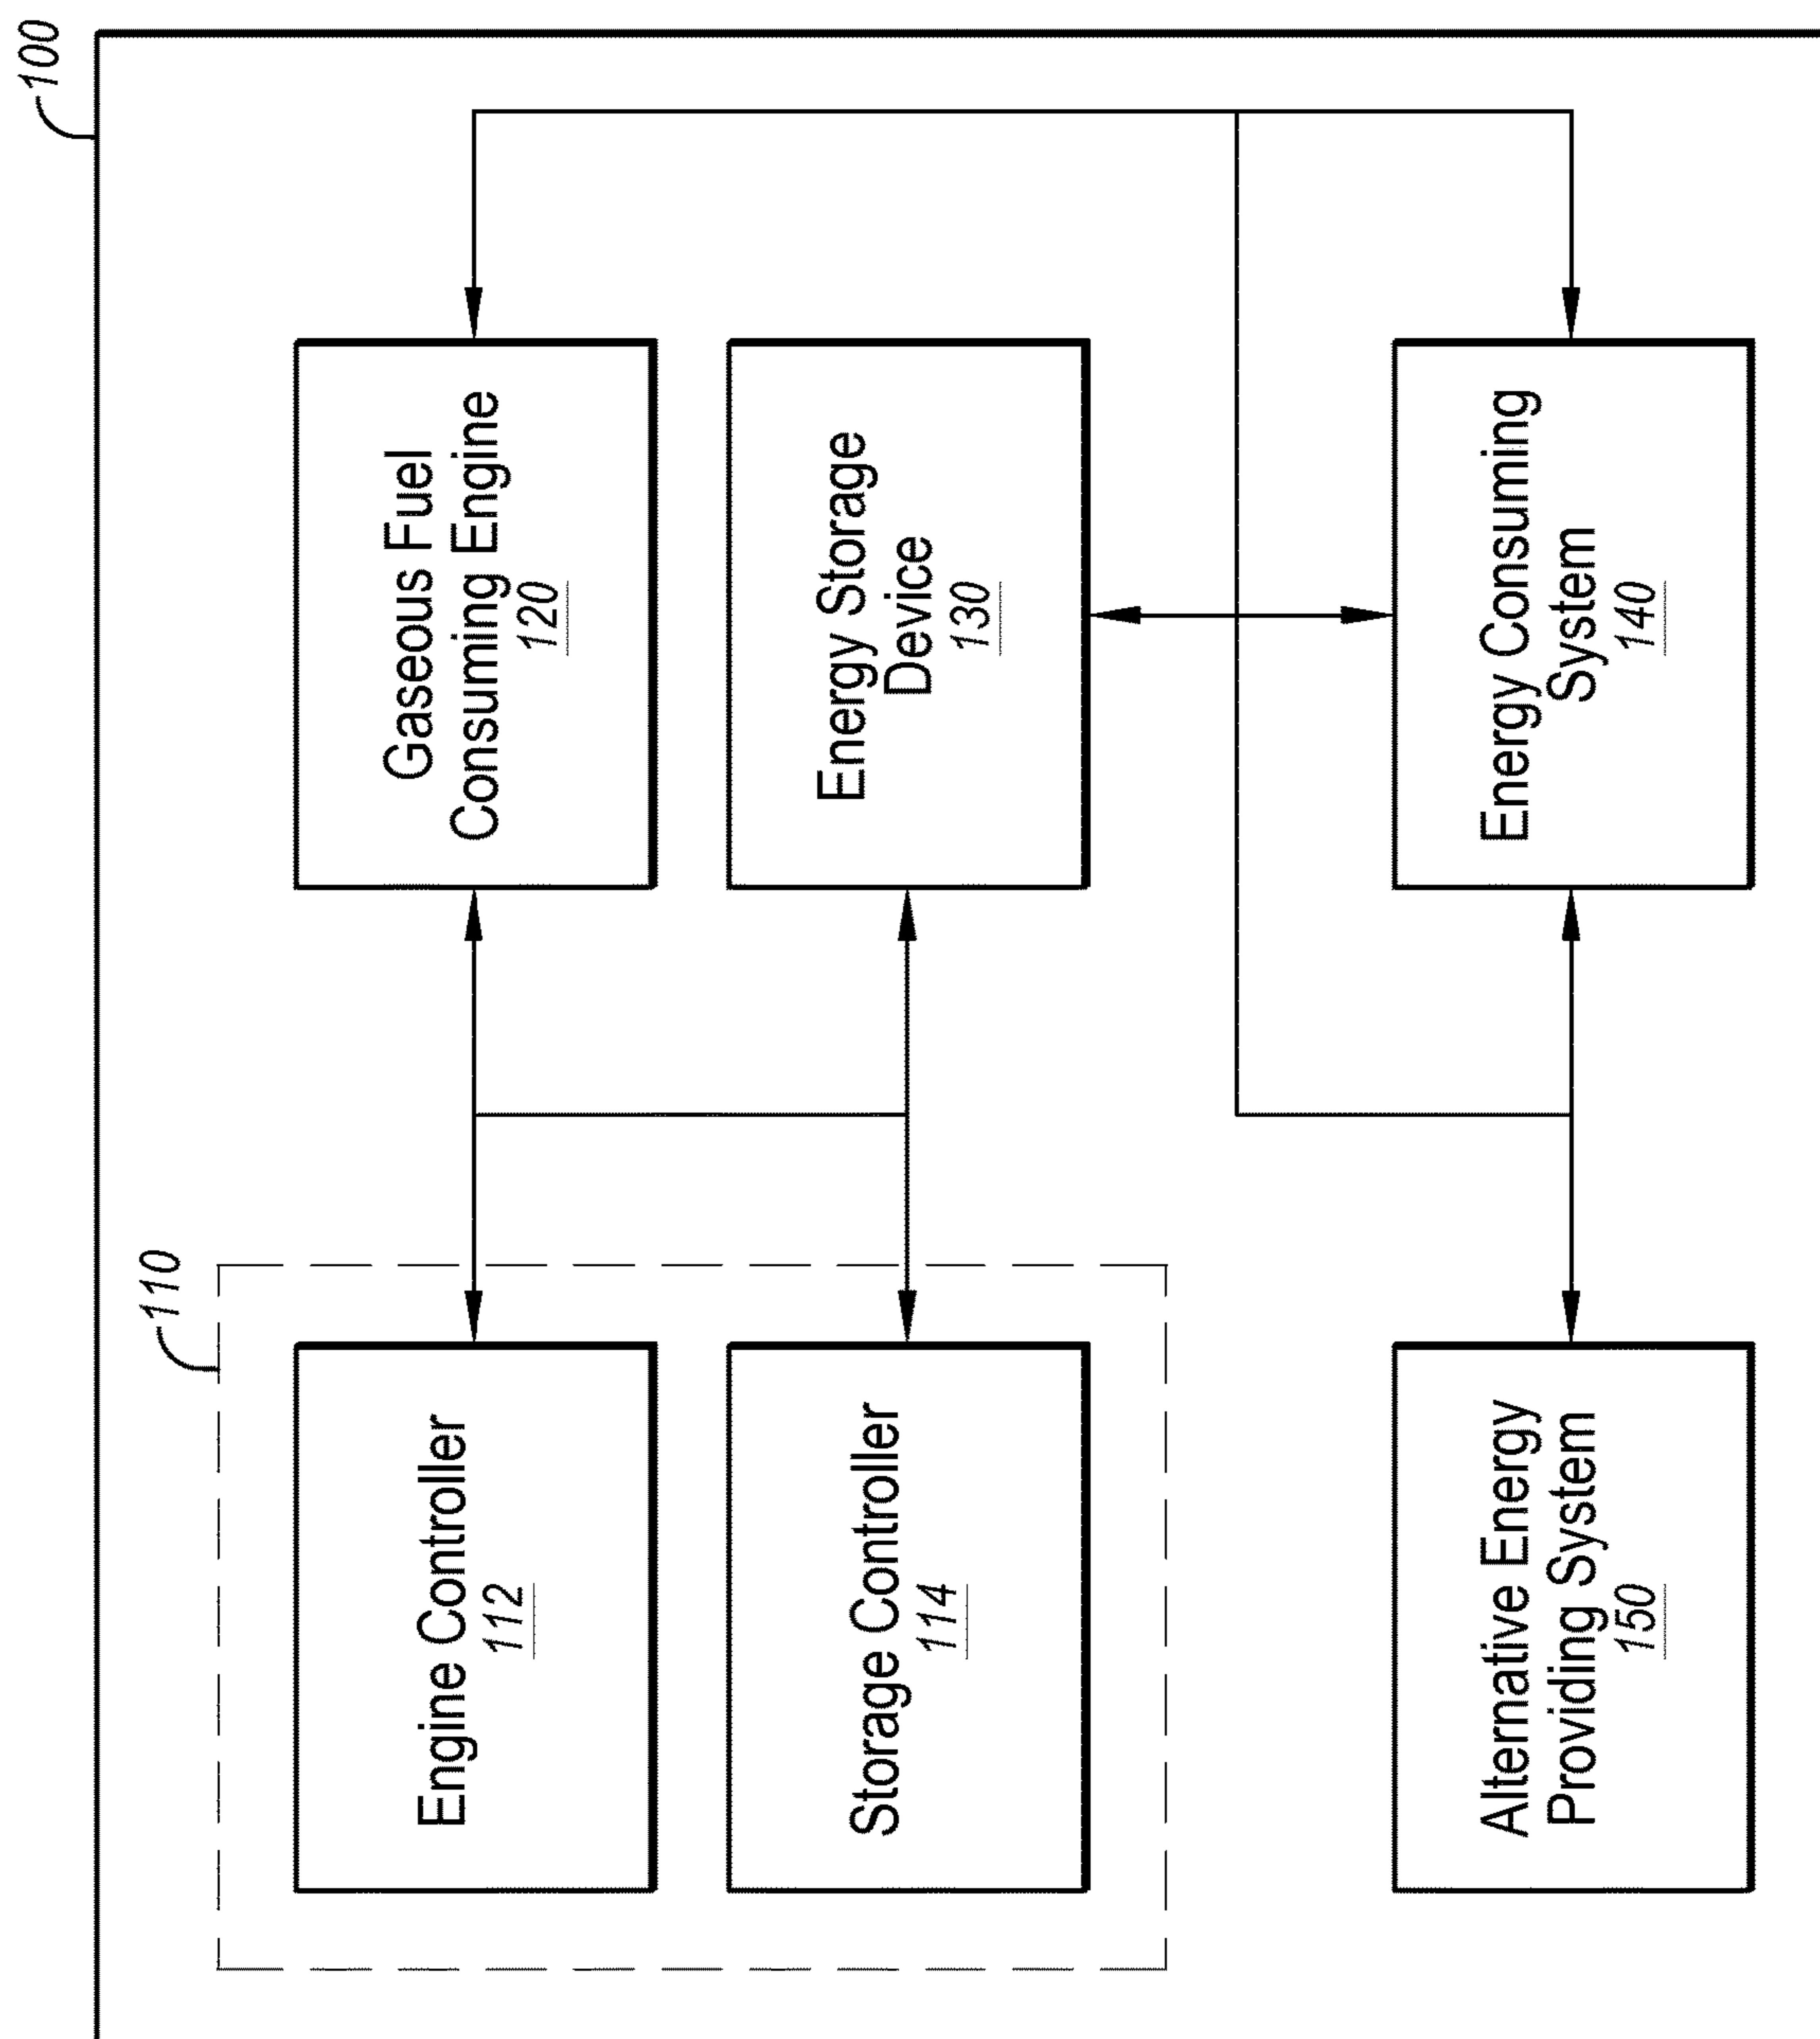 100
110
Engine Controller
112
Gaseous Fuel
Consuming Engine
120
Storage Controller
114
Energy Storage
Device
130
Alternative Energy
Providing System
150
Energy Consuming
System
140